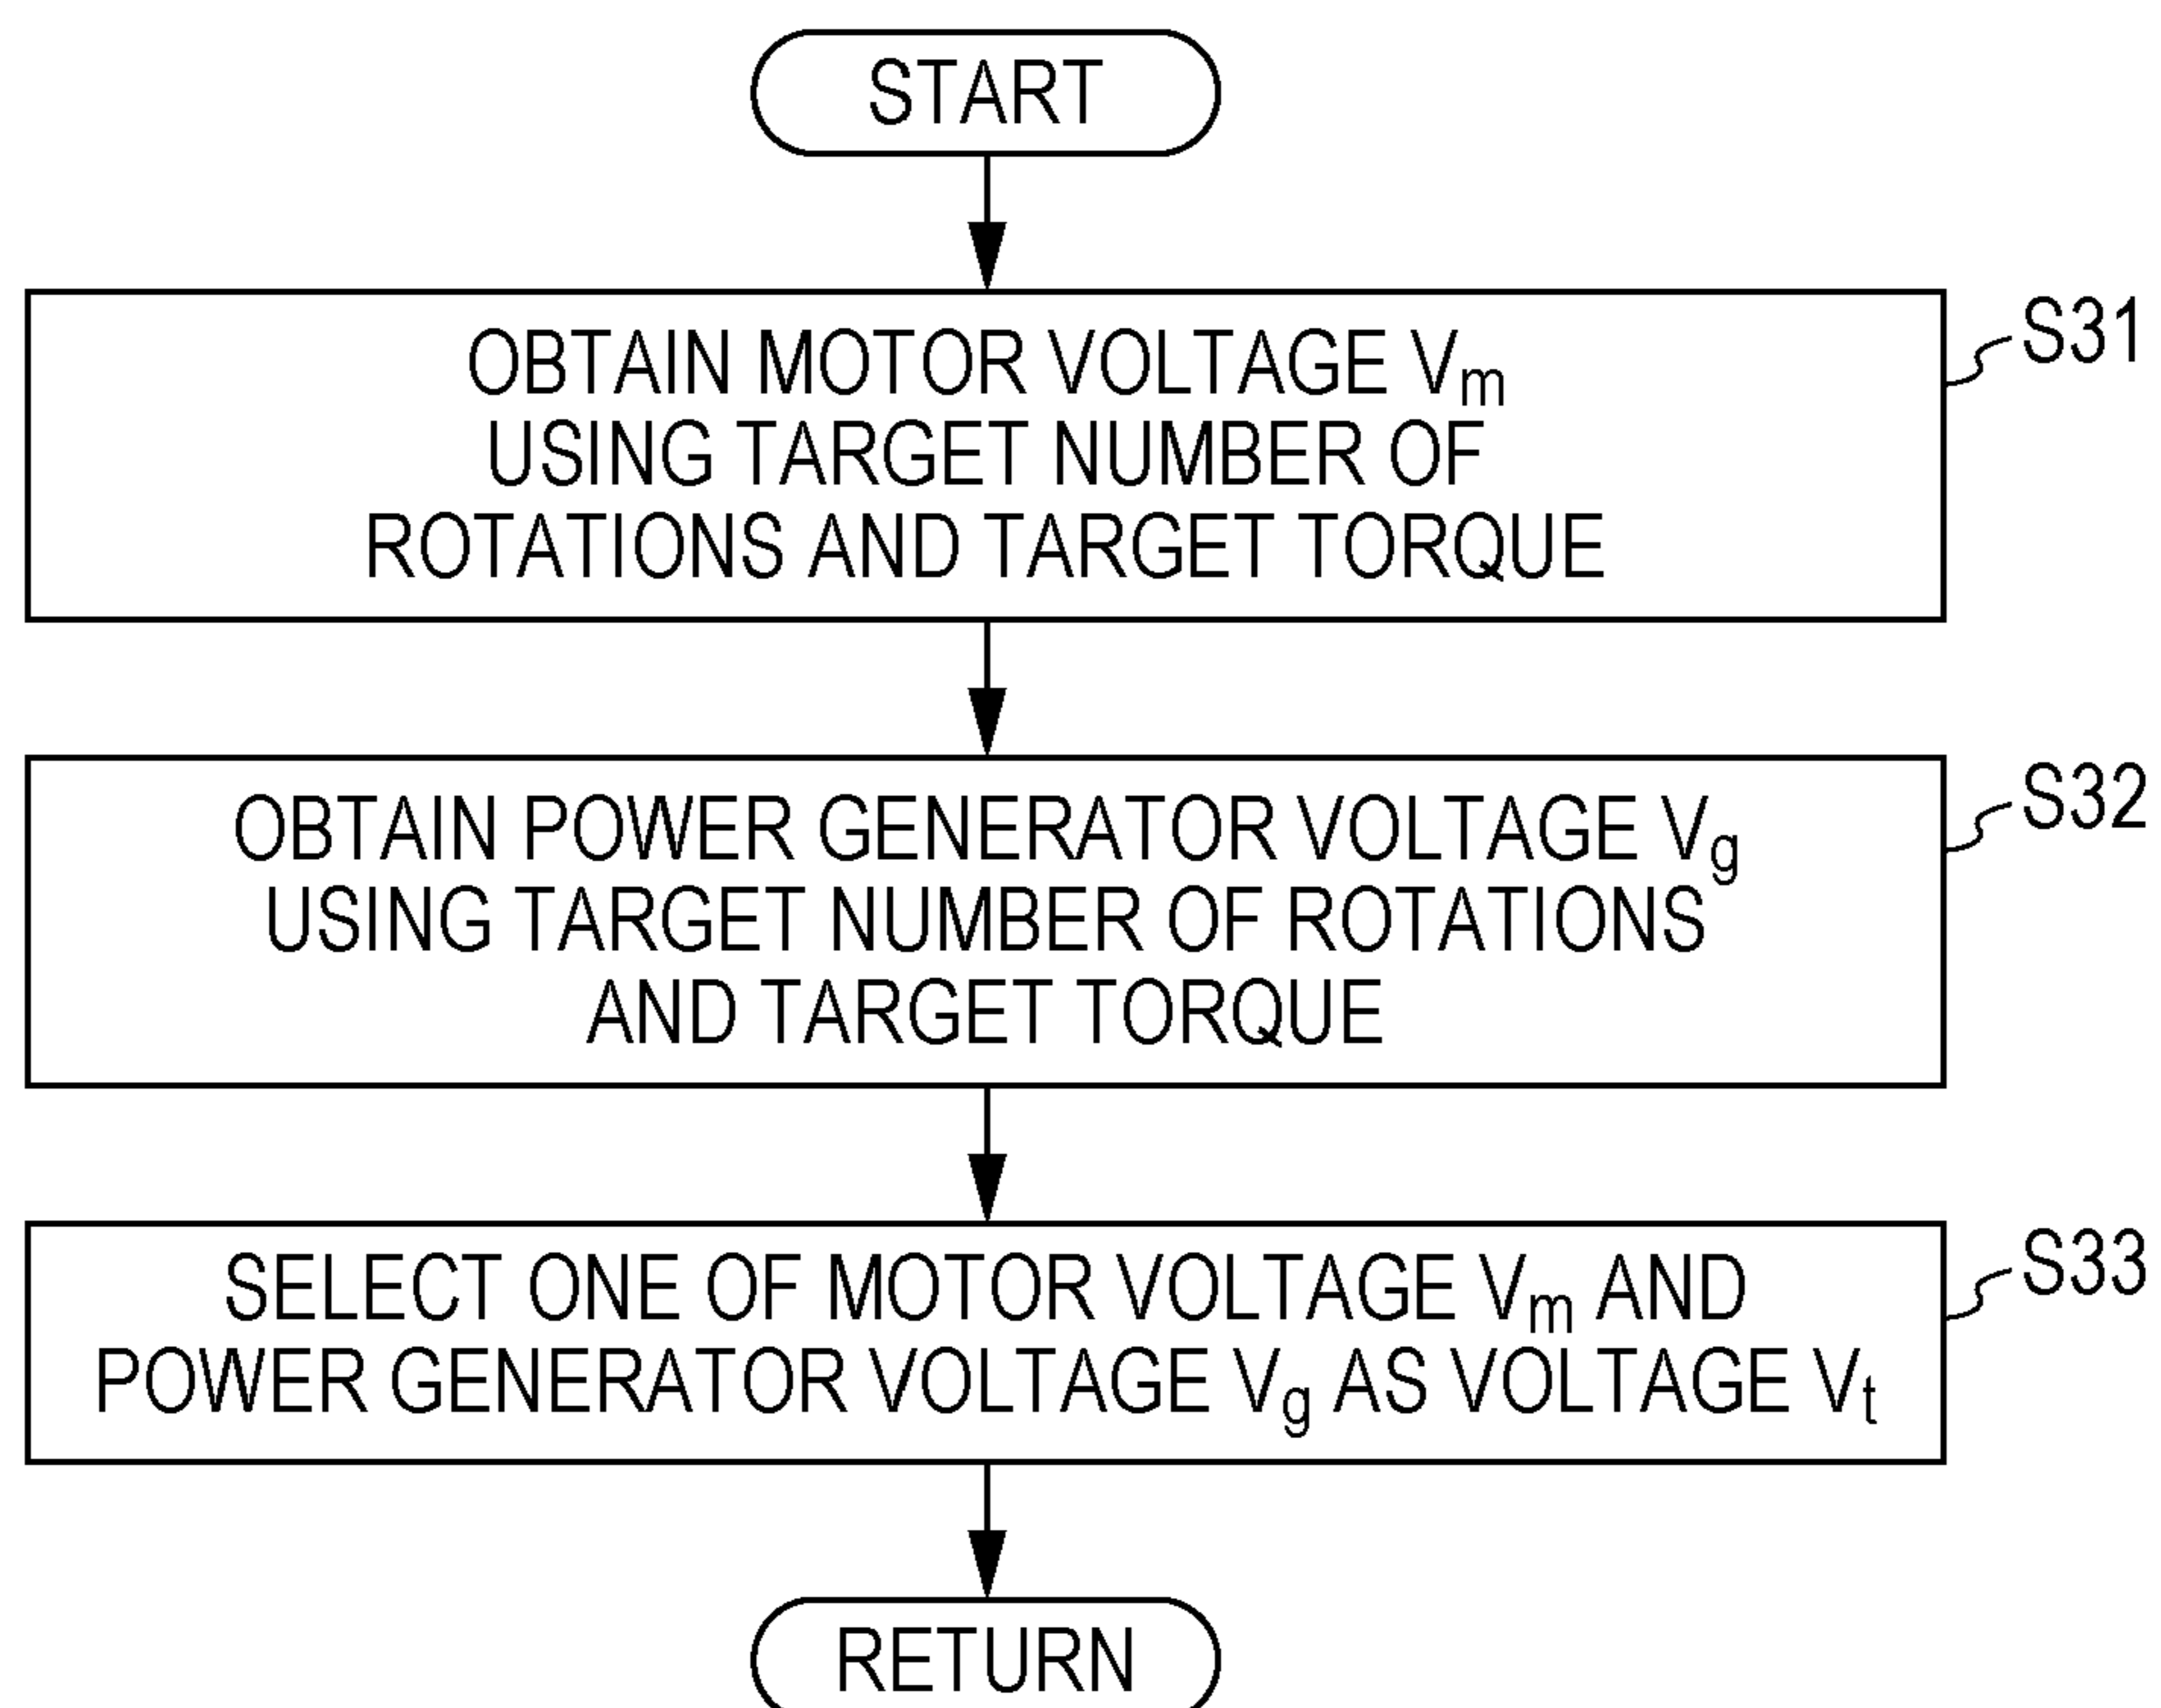 START
OBTAIN MOTOR VOLTAGE Vm
USING TARGET NUMBER OF
ROTATIONS AND TARGET TORQUE
S31
OBTAIN POWER GENERATOR VOLTAGE Vg
USING TARGET NUMBER OF ROTATIONS
AND TARGET TORQUE
S32
SELECT ONE OF MOTOR VOLTAGE Vm AND
POWER GENERATOR VOLTAGE Vg AS VOLTAGE Vt
S33
RETURN